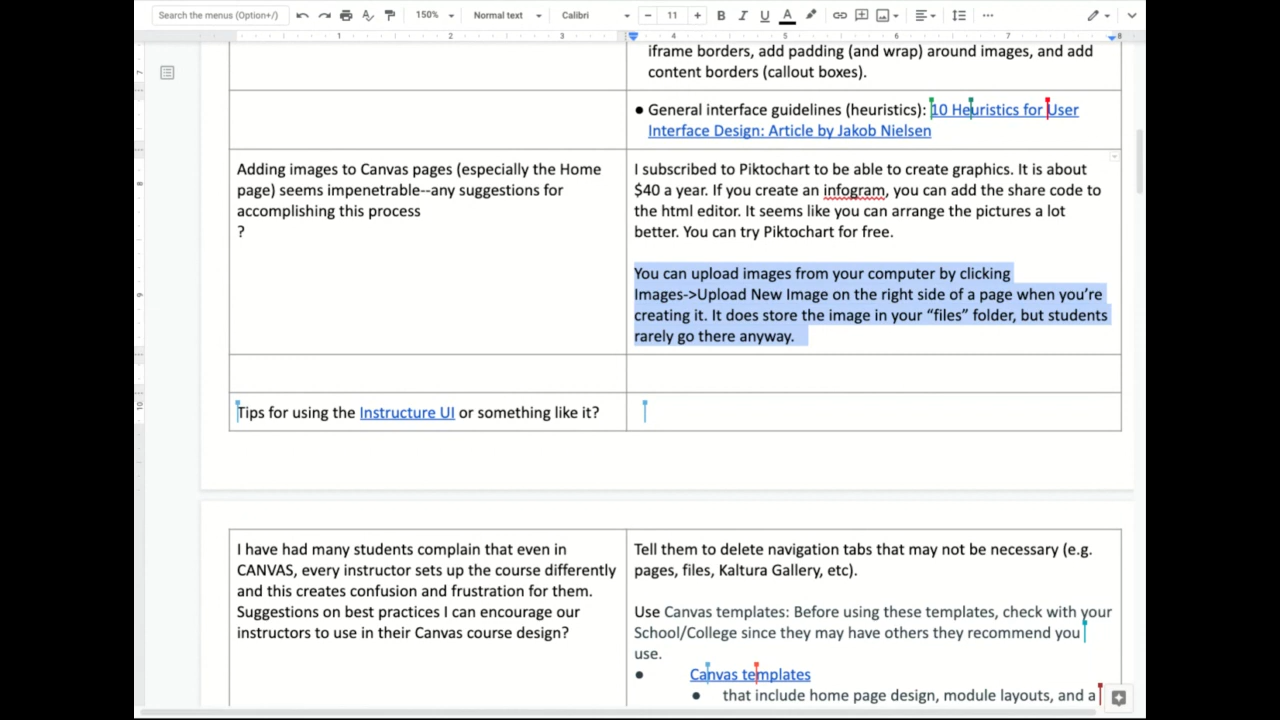 Search the menus (Option+/)
150%
Normal text
Calibri
11
B
I
U
A
1
2
3
4
5
6
7
8
7
8
9
10
iframe borders, add padding (and wrap) around images, and add
content borders (callout boxes).
● General interface guidelines (heuristics): 10 Heuristics for User
Interface Design: Article by Jakob Nielsen
Adding images to Canvas pages (especially the Home
page) seems impenetrable--any suggestions for
accomplishing this process
?
I subscribed to Piktochart to be able to create graphics. It is about
$40 a year. If you create an infogram, you can add the share code to
the html editor. It seems like you can arrange the pictures a lot
better. You can try Piktochart for free.
You can upload images from your computer by clicking
Images->Upload New Image on the right side of a page when you’re
creating it. It does store the image in your “files” folder, but students
rarely go there anyway.
Tips for using the Instructure UI or something like it?
I have had many students complain that even in
CANVAS, every instructor sets up the course differently
and this creates confusion and frustration for them.
Suggestions on best practices I can encourage our
instructors to use in their Canvas course design?
Tell them to delete navigation tabs that may not be necessary (e.g.
pages, files, Kaltura Gallery, etc).
Use Canvas templates: Before using these templates, check with your
School/College since they may have others they recommend you
use.
● Canvas templates
● that include home page design, module layouts, and a